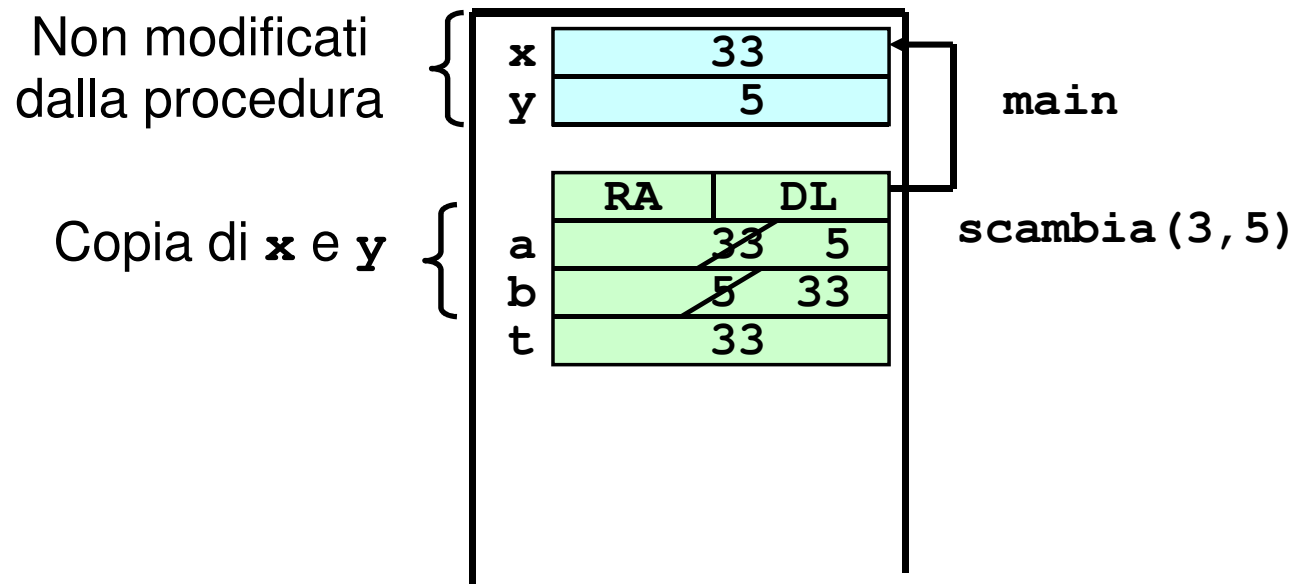 Non modificati
dalla procedura
x 33
y 5
main
RA DL
Copia di x e y
scambia(3,5)
a 33 5
b 5 33
t 33